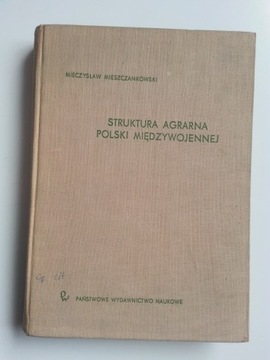 MIECZYSŁAW MIESZCZANKOWSKI
STRUKTURA AGRARNA
POLSKI MIĘDZYWOJENNEJ
PAŃSTWOWE WYDAWNICTWO NAUKOWE